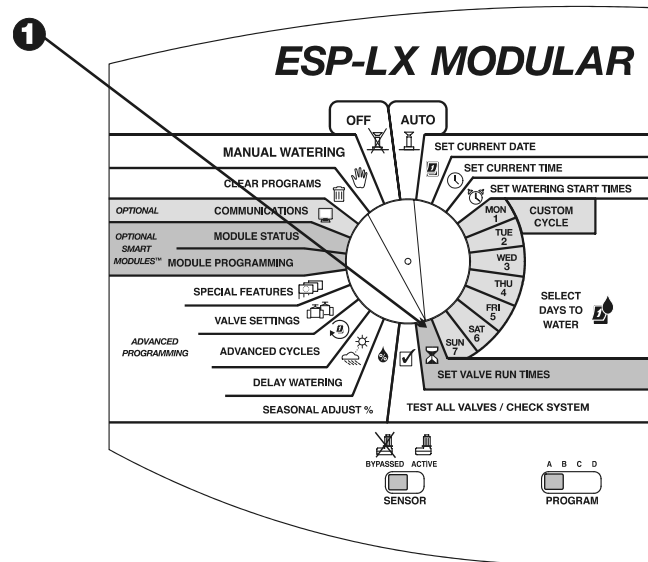 1
ESP-LX MODULAR
OFF
AUTO
MANUAL WATERING
CLEAR PROGRAMS
OPTIONAL
COMMUNICATIONS
OPTIONAL
SMART
MODULES™
MODULE STATUS
MODULE PROGRAMMING
SPECIAL FEATURES
VALVE SETTINGS
ADVANCED
PROGRAMMING
ADVANCED CYCLES
DELAY WATERING
SEASONAL ADJUST %
SET CURRENT DATE
SET CURRENT TIME
SET WATERING START TIMES
MON
1
TUE
2
WED
3
THU
4
FRI
5
SAT
6
SUN
7
CUSTOM
CYCLE
SELECT
DAYS TO
WATER
SET VALVE RUN TIMES
TEST ALL VALVES / CHECK SYSTEM
BYPASSED ACTIVE
SENSOR
A B C D
PROGRAM